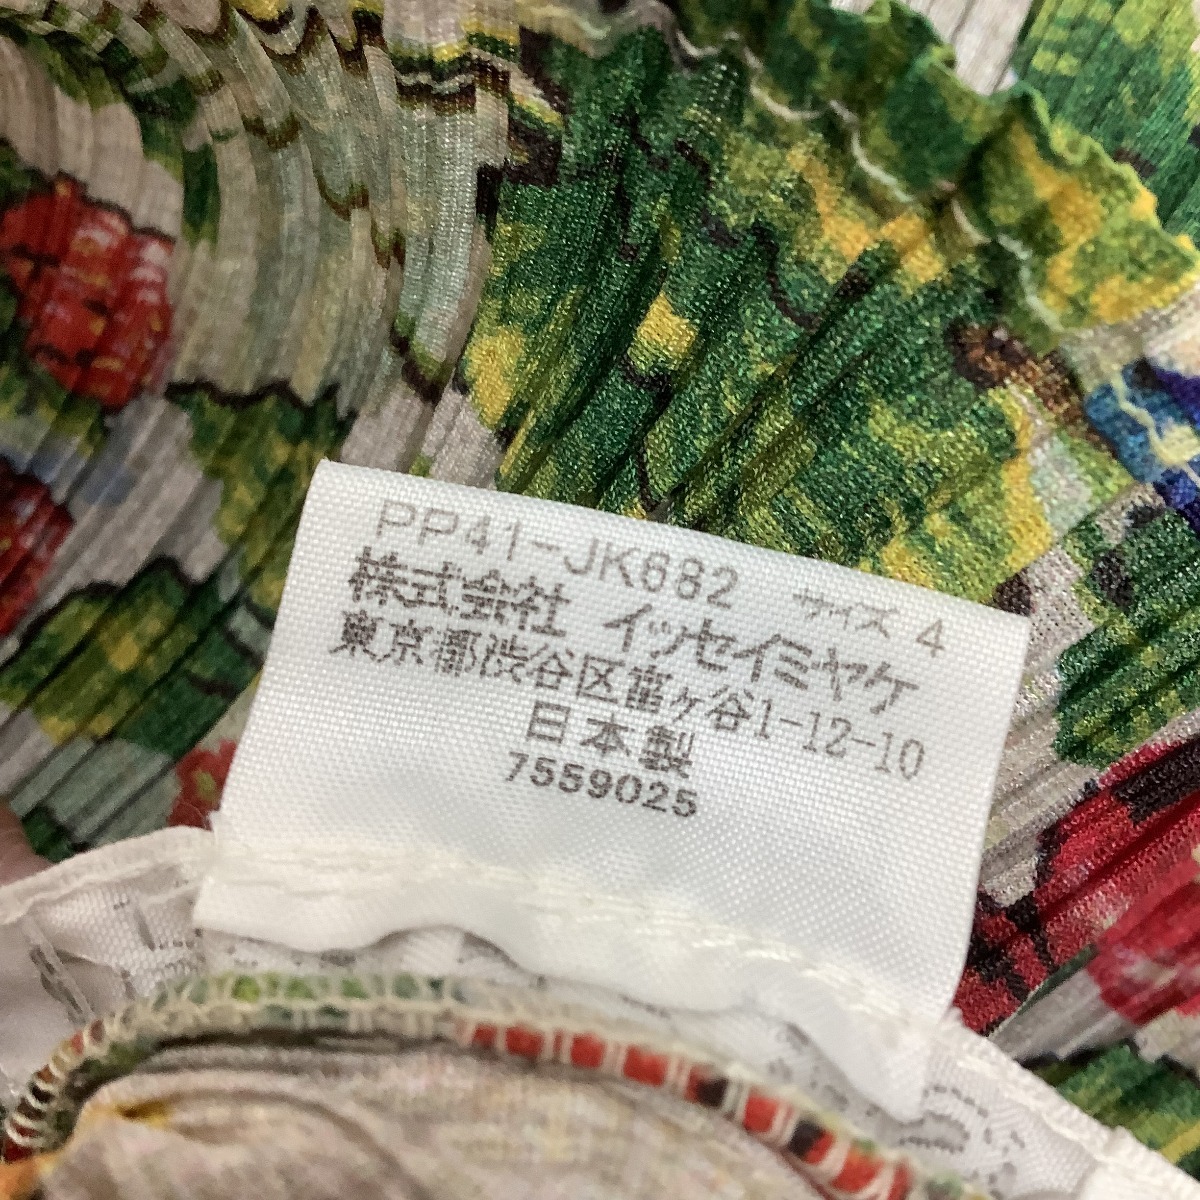 PP41-JK682 サイズ 4
株式会社 イッセイミヤケ
東京都渋谷区富ヶ谷1-12-10
日本製
7559025